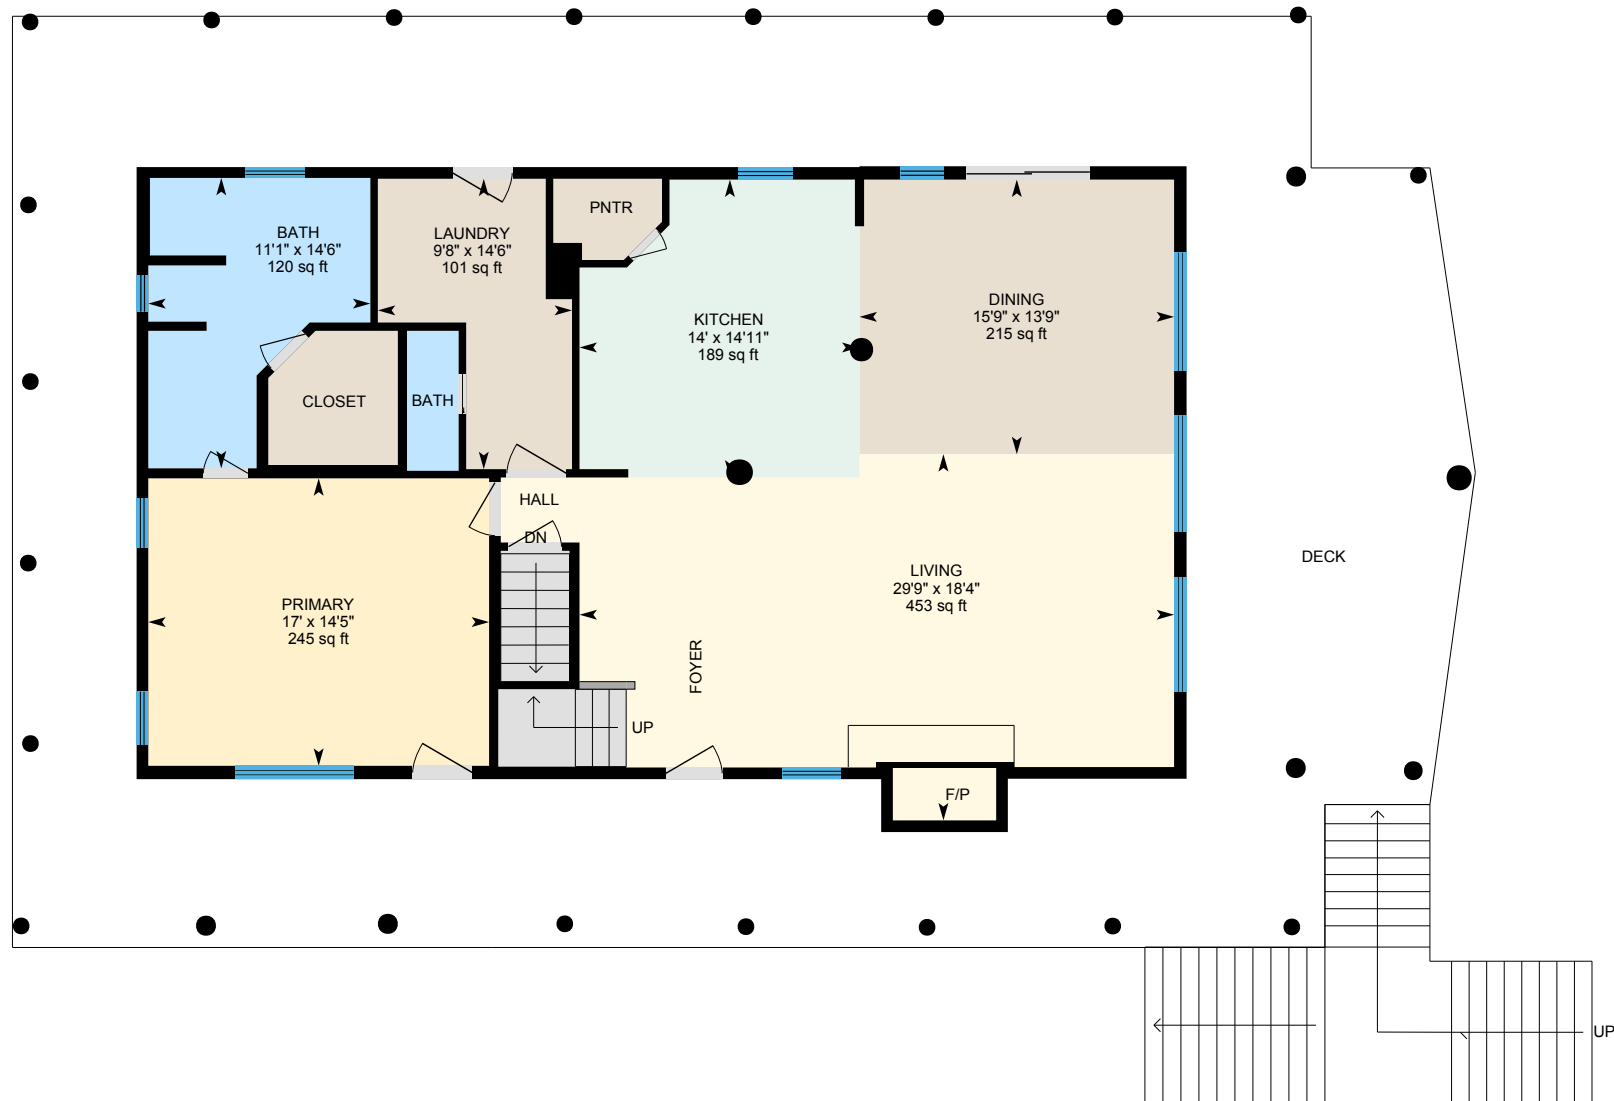 PNTR
BATH
11'1" x 14'6"
120 sq ft
LAUNDRY
9'8" x 14'6"
101 sq ft
KITCHEN
14' x 14'11"
189 sq ft
DINING
15'9" x 13'9"
215 sq ft
CLOSET
BATH
HALL
DN
DECK
PRIMARY
17' x 14'5"
245 sq ft
LIVING
29'9" x 18'4"
453 sq ft
FOYER
UP
F/P
UP